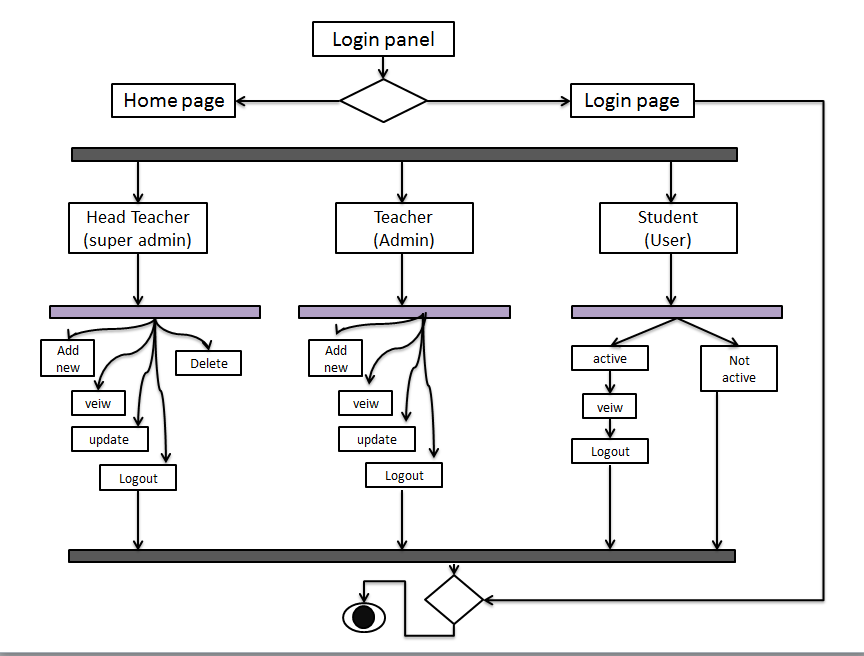 Login panel
Home page
Login page
Head Teacher
(super admin)
Teacher
(Admin)
Student
(User)
Add
new
Delete
veiw
update
Logout
Add
new
veiw
update
Logout
active
Not
active
veiw
Logout